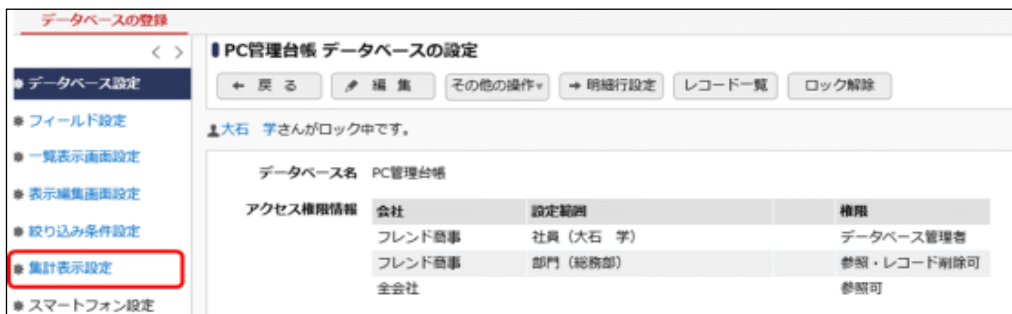 データベースの登録
< >
データベース設定
フィールド設定
一覧表示画面設定
表示編集画面設定
絞り込み条件設定
集計表示設定
スマートフォン設定
PC管理台帳 データベースの設定
← 戻 る 編 集 その他の操作▾ → 明細行設定 レコード一覧 ロック解除
大石 学さんがロック中です。
データベース名 PC管理台帳
アクセス権限情報 会社 設定範囲 権限
フレンド商事 社員（大石 学） データベース管理者
フレンド商事 部門（総務部） 参照・レコード削除可
全会社 参照可